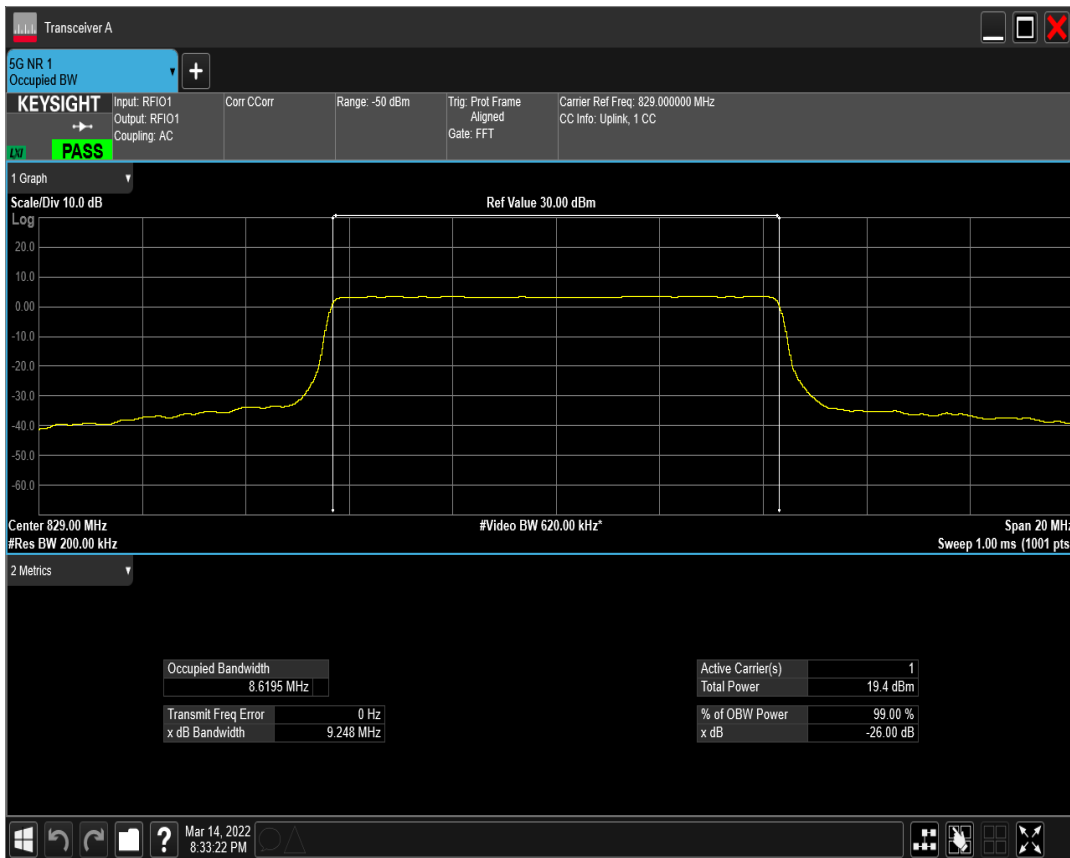 Transceiver A
5G NR 1
Occupied BW
KEYSIGHT
LXI
PASS
Input: RFIO1
Output: RFIO1
Coupling: AC
Corr CCorr
Range: -50 dBm
Trig: Prot Frame
Aligned
Gate: FFT
Carrier Ref Freq: 829.000000 MHz
CC Info: Uplink, 1 CC
1 Graph
Scale/Div 10.0 dB
Ref Value 30.00 dBm
Log
20.0
10.0
0.00
-10.0
-20.0
-30.0
-40.0
-50.0
-60.0
Center 829.00 MHz
#Video BW 620.00 kHz*
Span 20 MHz
#Res BW 200.00 kHz
Sweep 1.00 ms (1001 pts
2 Metrics
Occupied Bandwidth
8.6195 MHz
Transmit Freq Error 0 Hz
x dB Bandwidth 9.248 MHz
Active Carrier(s) 1
Total Power 19.4 dBm
% of OBW Power 99.00 %
x dB -26.00 dB
?
Mar 14, 2022
8:33:22 PM